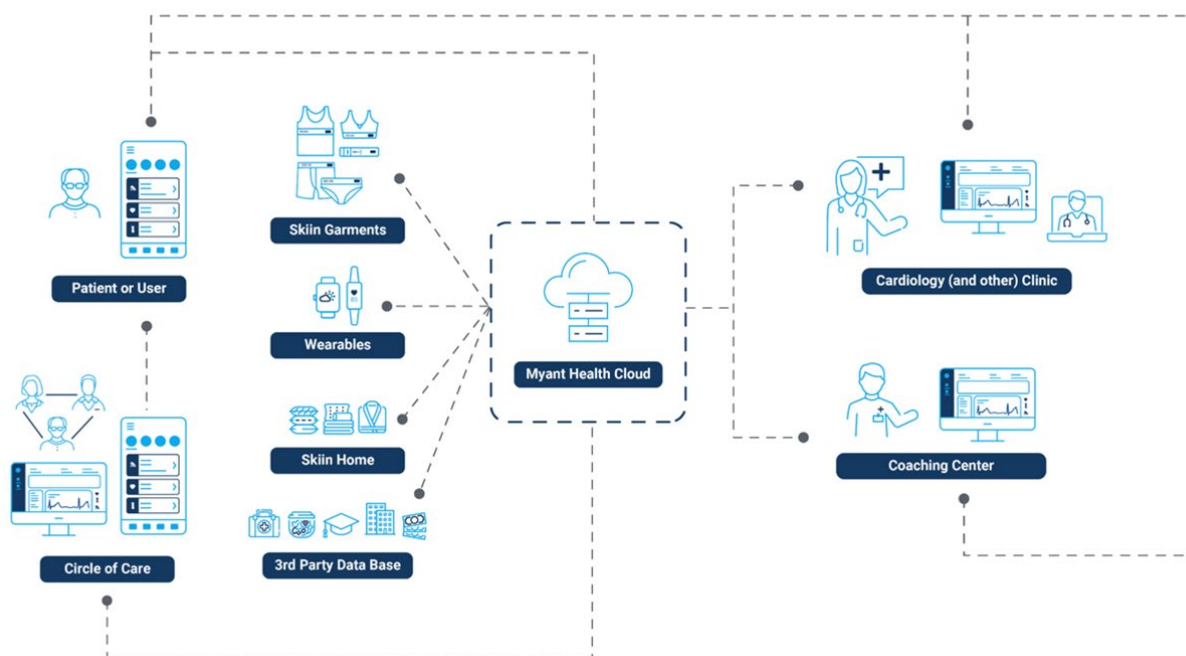 Skiin Garments
Patient or User
Cardiology (and other) Clinic
Wearables
Myant Health Cloud
Skiin Home
Coaching Center
3rd Party Data Base
Circle of Care